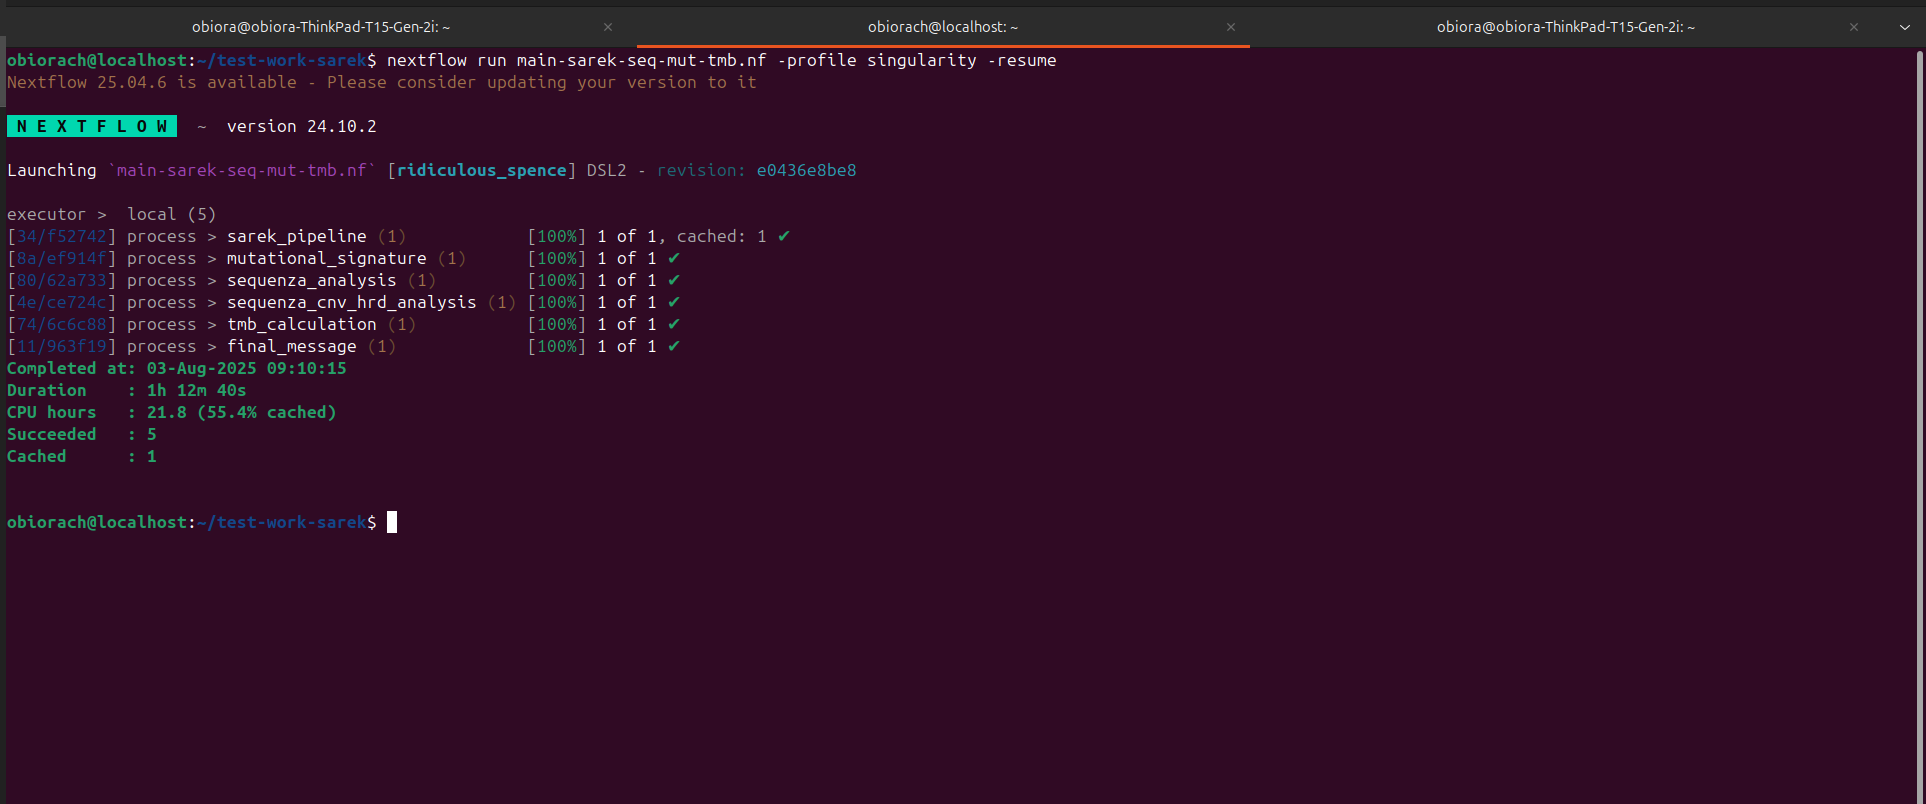 obiora@obiora-ThinkPad-T15-Gen-2i: ~ × obiorach@localhost: ~ × obiora@obiora-ThinkPad-T15-Gen-2i: ~ ×
obiorach@localhost:~/test-work-sarek$ nextflow run main-sarek-seq-mut-tmb.nf -profile singularity -resume
Nextflow 25.04.6 is available - Please consider updating your version to it
N E X T F L O W ~ version 24.10.2
Launching `main-sarek-seq-mut-tmb.nf` [ridiculous_spence] DSL2 - revision: e0436e8be8
executor > local (5)
[34/f52742] process > sarek_pipeline (1) [100%] 1 of 1, cached: 1 ✔
[8a/ef914f] process > mutational_signature (1) [100%] 1 of 1 ✔
[80/62a733] process > sequenza_analysis (1) [100%] 1 of 1 ✔
[4e/ce724c] process > sequenza_cnv_hrd_analysis (1) [100%] 1 of 1 ✔
[74/6c6c88] process > tmb_calculation (1) [100%] 1 of 1 ✔
[11/963f19] process > final_message (1) [100%] 1 of 1 ✔
Completed at: 03-Aug-2025 09:10:15
Duration : 1h 12m 40s
CPU hours : 21.8 (55.4% cached)
Succeeded : 5
Cached : 1
obiorach@localhost:~/test-work-sarek$